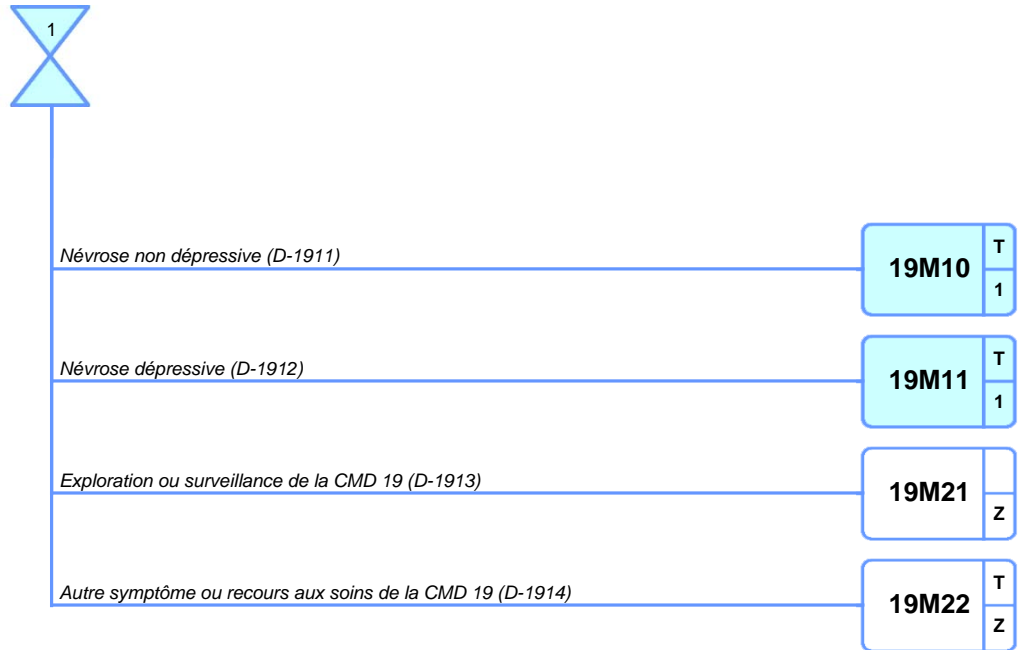 1
Névrose non dépressive (D-1911)
19M10
T
1
Névrose dépressive (D-1912)
19M11
T
1
Exploration ou surveillance de la CMD 19 (D-1913)
19M21
Z
Autre symptôme ou recours aux soins de la CMD 19 (D-1914)
19M22
T
Z